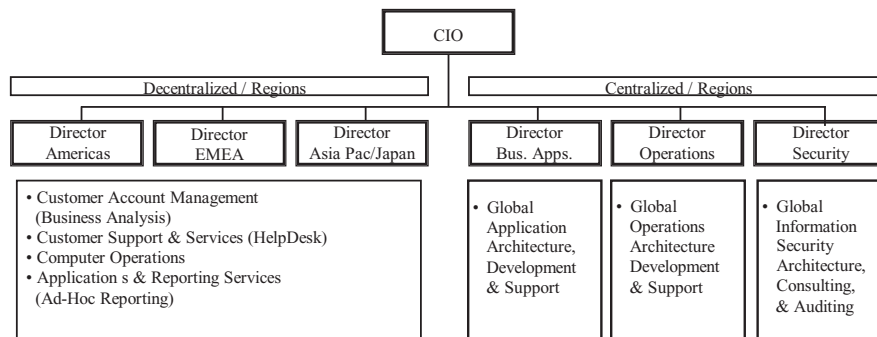 CIO
Decentralized / Regions
Centralized / Regions
Director
Americas
Director
EMEA
Director
Asia Pac/Japan
Director
Bus. Apps.
Director
Operations
Director
Security
• Customer Account Management
(Business Analysis)
• Customer Support & Services (HelpDesk)
• Computer Operations
• Application s & Reporting Services
(Ad-Hoc Reporting)
• Global
Application
Architecture,
Development
& Support
• Global
Operations
Architecture
Development
& Support
• Global
Information
Security
Architecture,
Consulting,
& Auditing